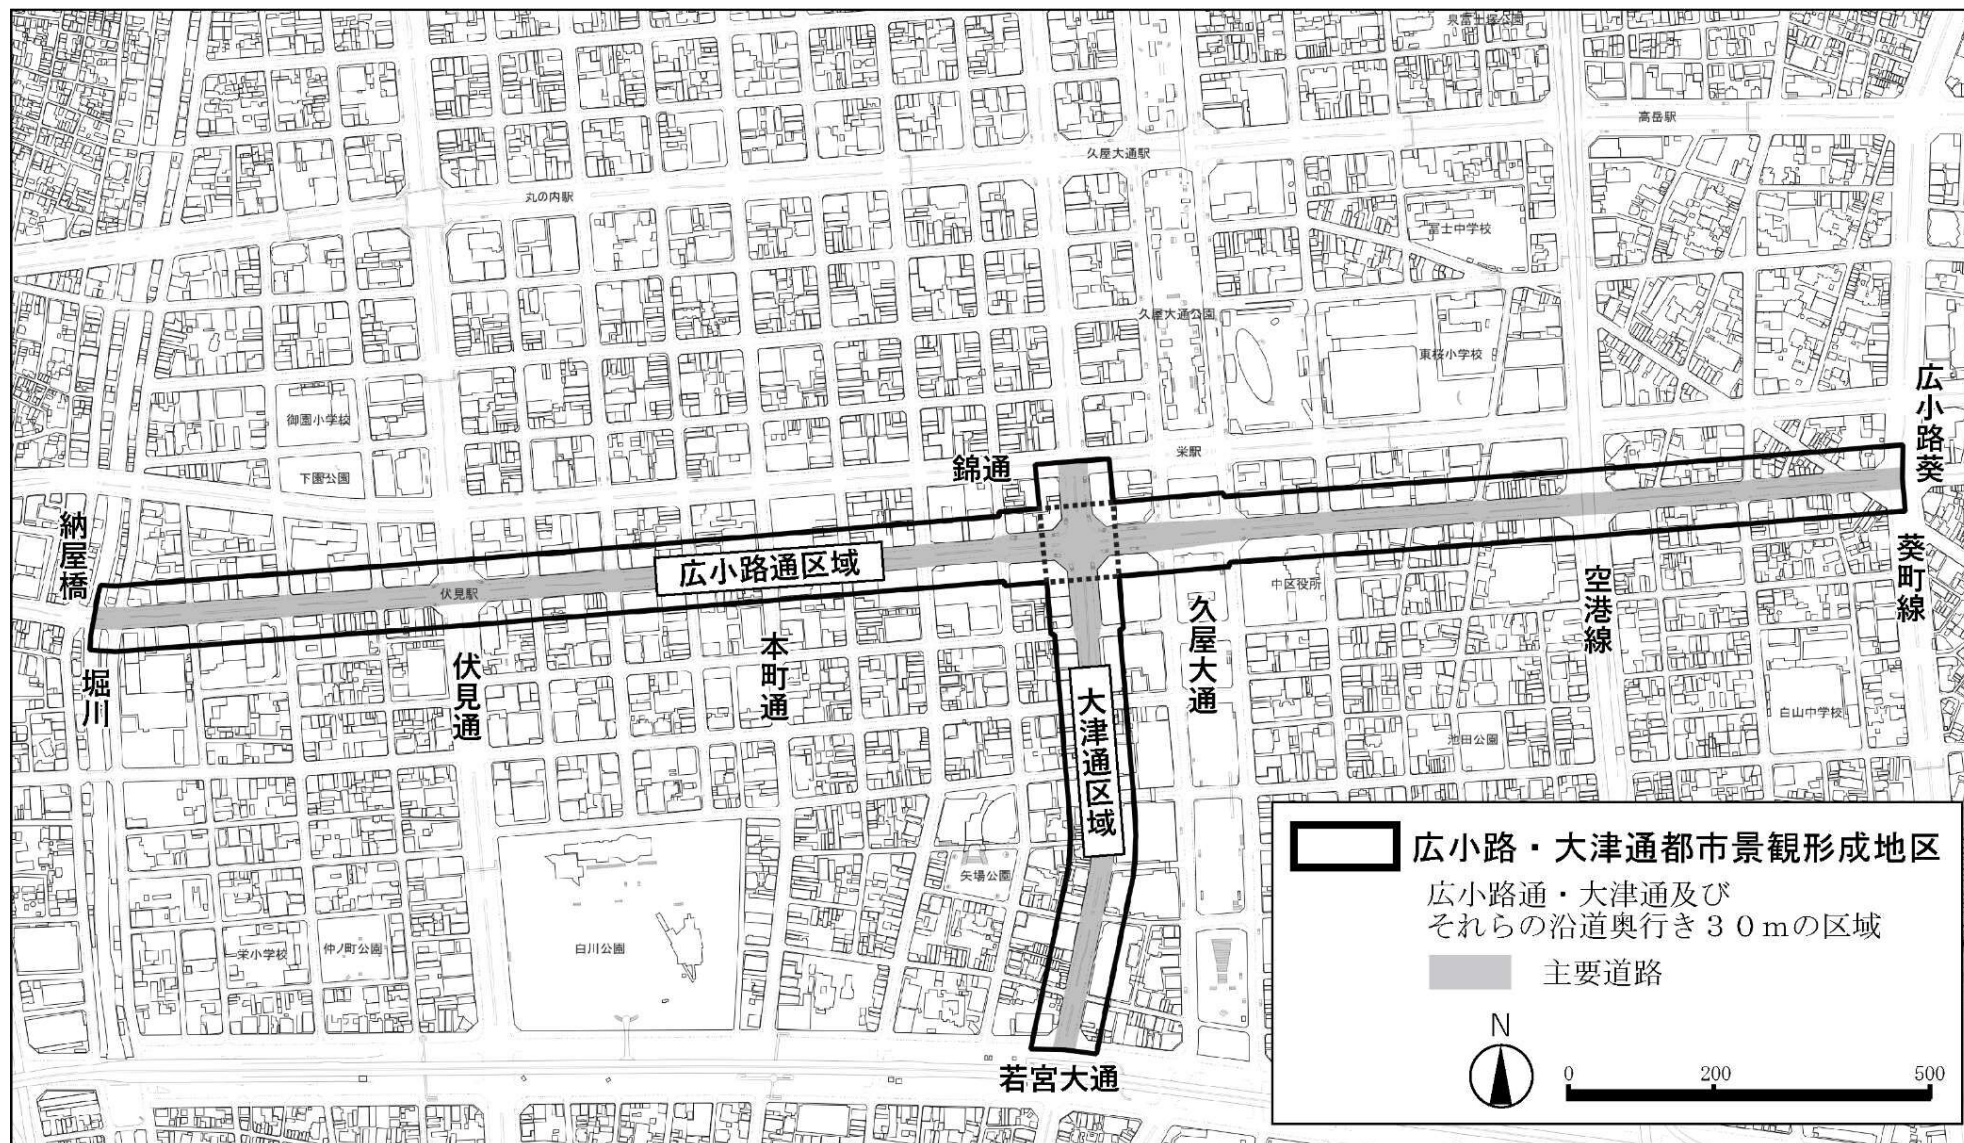 泉富士塚公園
高岳駅
久屋大通駅
丸の内駅
冨士中学校
久屋大通公園
東桜小学校
御園小学校
下園公園
広小路葵
錦通
栄駅
納屋橋
広小路通区域
伏見駅
中区役所
葵町線
空港線
久屋大通
本町通
伏見通
堀川
大津通区域
白山中学校
池田公園
矢場公園
白川公園
栄小学校
仲ノ町公園
若宮大通
広小路・大津通都市景観形成地区
広小路通・大津通及び
それらの沿道奥行き30mの区域
主要道路
N
0 200 500